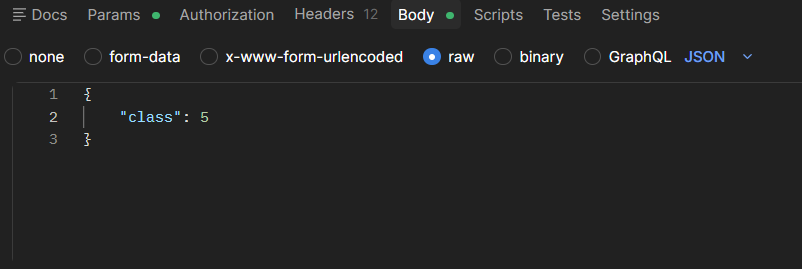 Docs Params Authorization Headers 12 Body Scripts Tests Settings
none form-data x-www-form-urlencoded raw binary GraphQL JSON
1 {
2 "class": 5
3 }